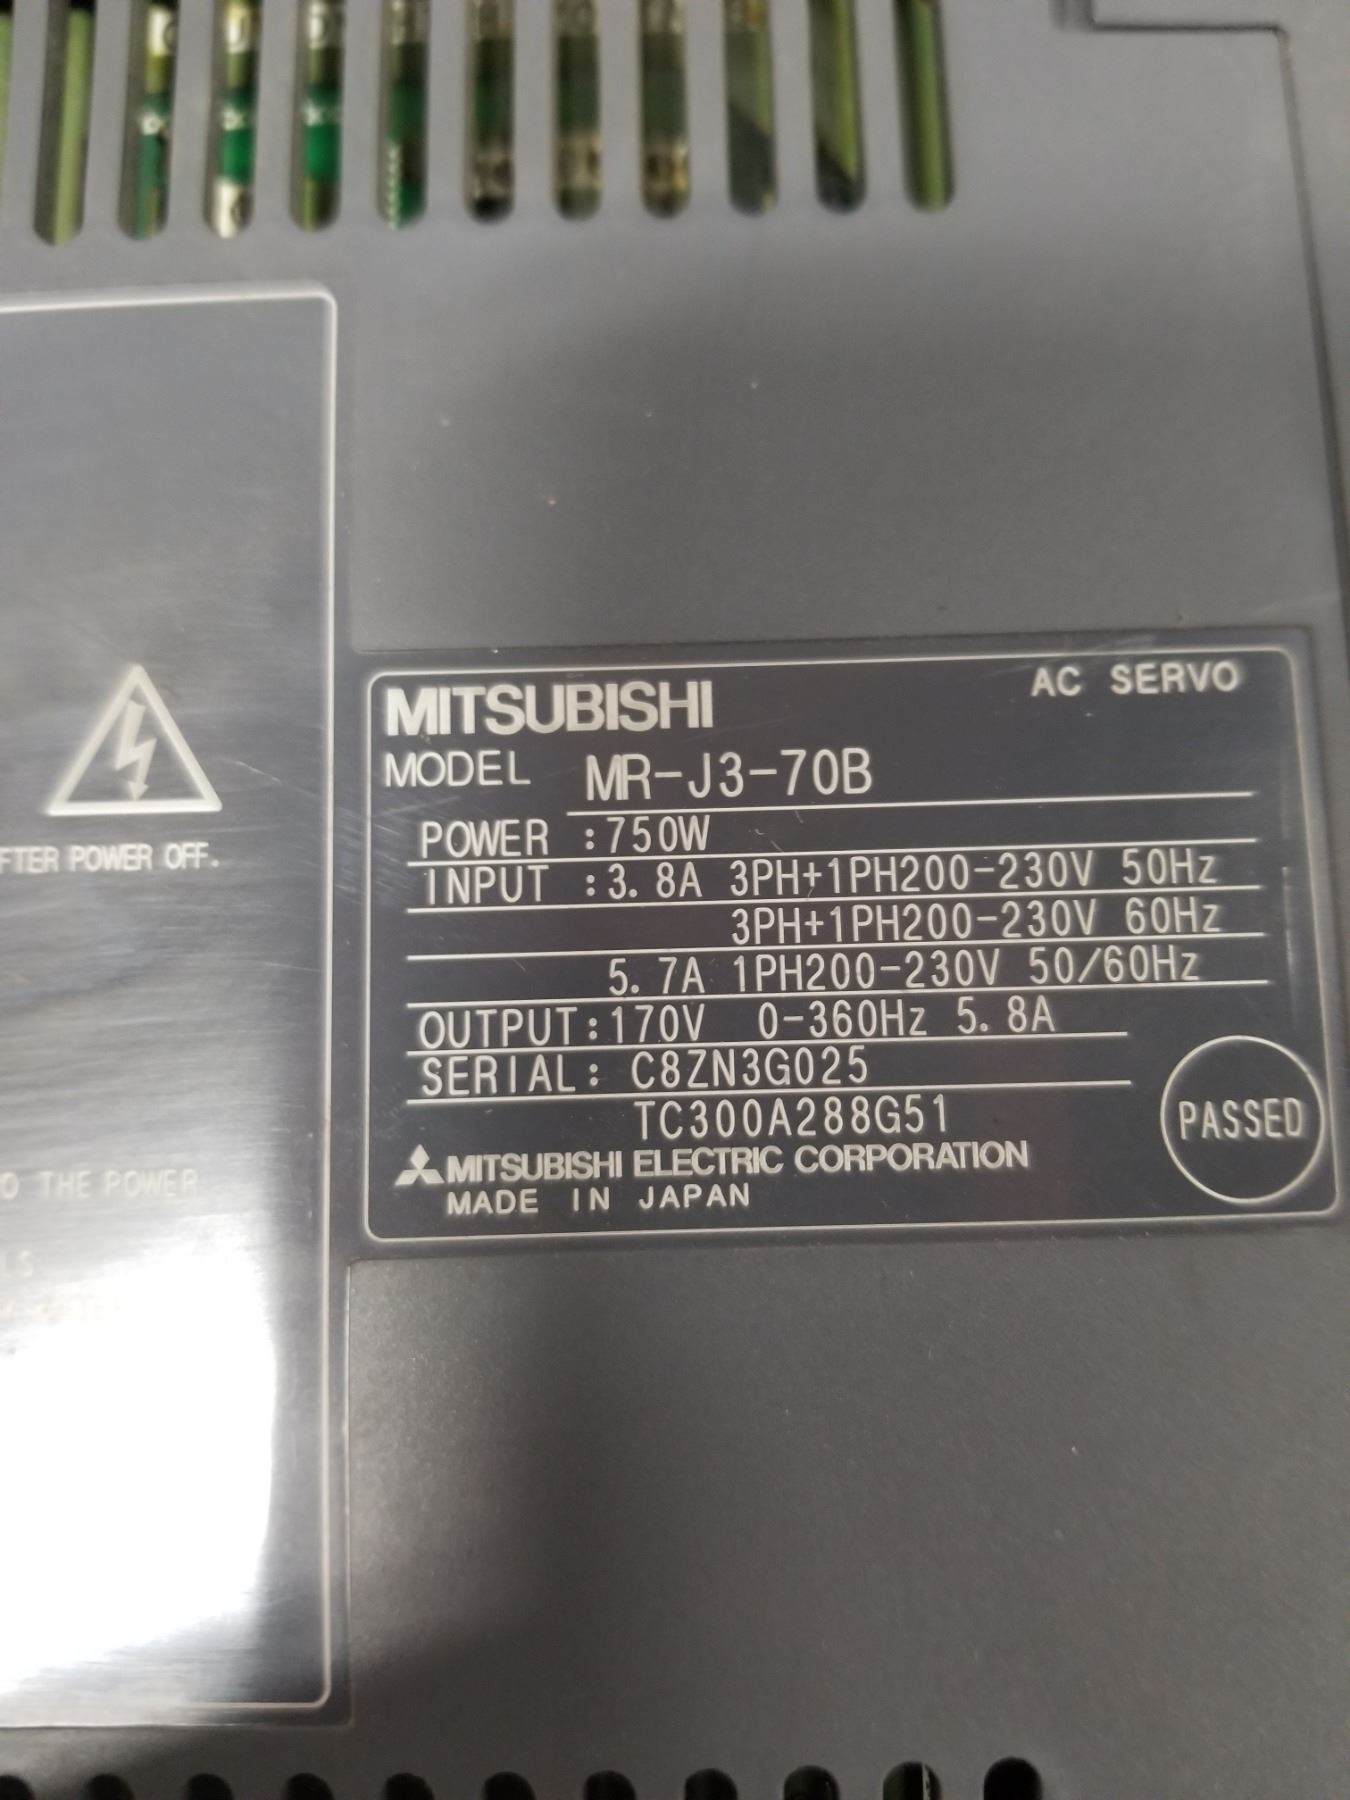 MITSUBISHI AC SERVO
MODEL MR-J3-70B
POWER :750W
INPUT :3.8A 3PH+1PH200-230V 50Hz
3PH+1PH200-230V 60Hz
5.7A 1PH200-230V 50/60Hz
OUTPUT:170V 0-360Hz 5.8A
SERIAL: C8ZN3G025
TC300A288G51
MITSUBISHI ELECTRIC CORPORATION
MADE IN JAPAN
PASSED
POWER OFF.
THE POWER